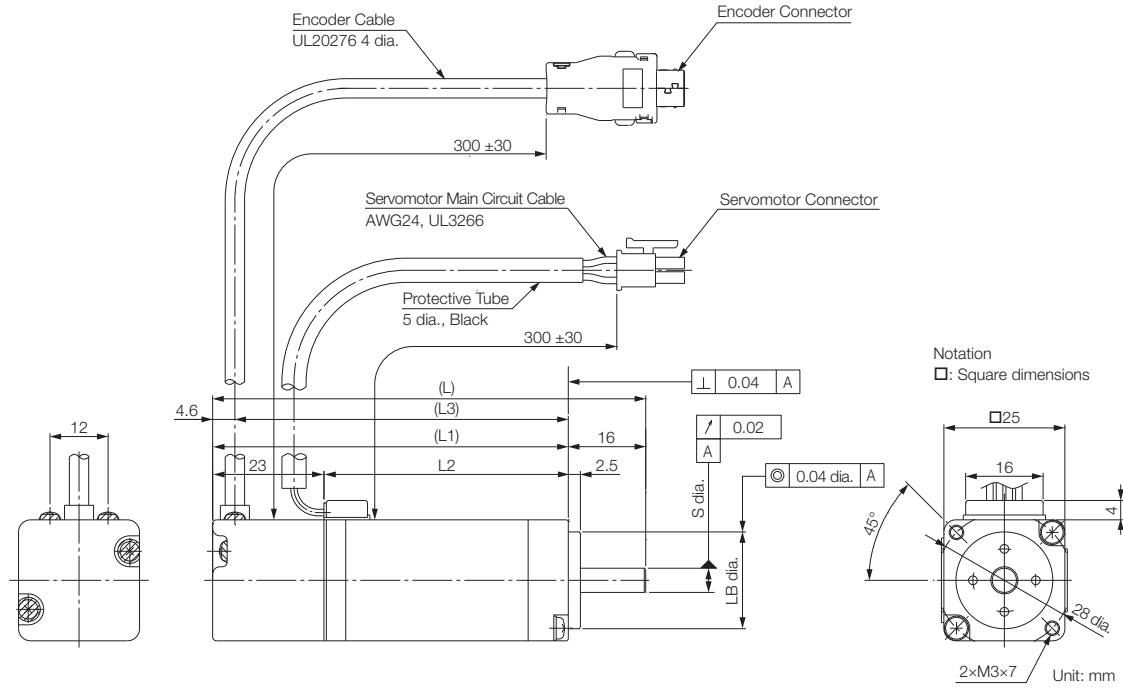 Encoder Cable
UL20276 4 dia.
Encoder Connector
300 ±30
Servomotor Main Circuit Cable
AWG24, UL3266
Servomotor Connector
Protective Tube
5 dia., Black
300 ±30
Notation
□: Square dimensions
(L)
⊥ 0.04 A
4.6
(L3)
12
(L1)
16
↗ 0.02
A
□25
23
L2
2.5
16
◎ 0.04 dia. A
S dia.
4
45°
LB dia.
28 dia.
2×M3×7
Unit: mm